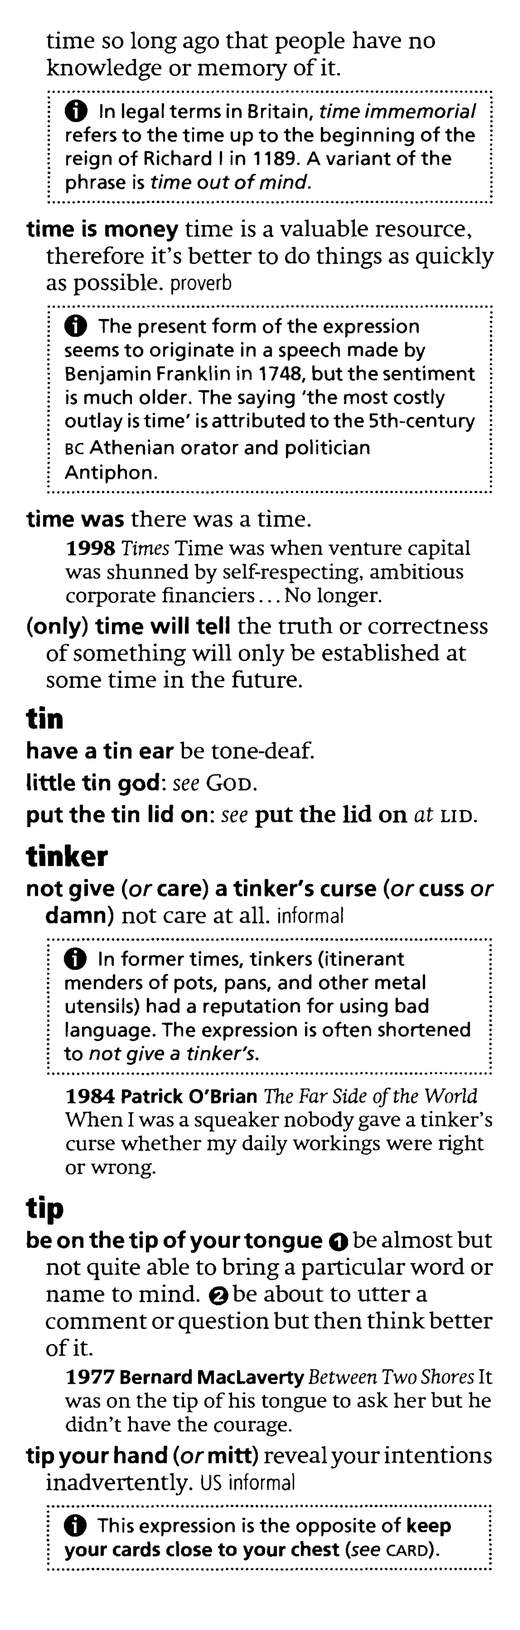 time so long ago that people have no
knowledge or memory of it.
ℹ In legal terms in Britain, time immemorial
refers to the time up to the beginning of the
reign of Richard I in 1189. A variant of the
phrase is time out of mind.
time is money time is a valuable resource,
therefore it's better to do things as quickly
as possible. proverb
ℹ The present form of the expression
seems to originate in a speech made by
Benjamin Franklin in 1748, but the sentiment
is much older. The saying 'the most costly
outlay is time' is attributed to the 5th-century
BC Athenian orator and politician
Antiphon.
time was there was a time.
1998 Times Time was when venture capital
was shunned by self-respecting, ambitious
corporate financiers ... No longer.
(only) time will tell the truth or correctness
of something will only be established at
some time in the future.
tin
have a tin ear be tone-deaf.
little tin god: see GOD.
put the tin lid on: see put the lid on at LID.
tinker
not give (or care) a tinker's curse (or cuss or
damn) not care at all. informal
ℹ In former times, tinkers (itinerant
menders of pots, pans, and other metal
utensils) had a reputation for using bad
language. The expression is often shortened
to not give a tinker's.
1984 Patrick O'Brian The Far Side of the World
When I was a squeaker nobody gave a tinker's
curse whether my daily workings were right
or wrong.
tip
be on the tip of your tongue ❶ be almost but
not quite able to bring a particular word or
name to mind. ❷ be about to utter a
comment or question but then think better
of it.
1977 Bernard MacLaverty Between Two Shores It
was on the tip of his tongue to ask her but he
didn't have the courage.
tip your hand (or mitt) reveal your intentions
inadvertently. US informal
ℹ This expression is the opposite of keep
your cards close to your chest (see CARD).